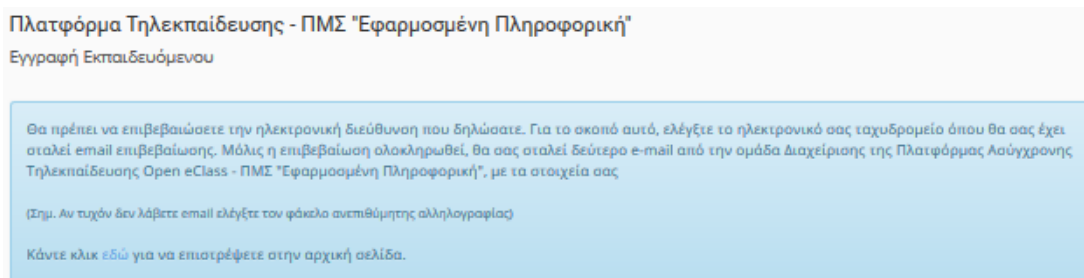 Πλατφόρμα Τηλεκπαίδευσης - ΠΜΣ "Εφαρμοσμένη Πληροφορική"
Εγγραφή Εκπαιδευόμενου
Θα πρέπει να επιβεβαιώσετε την ηλεκτρονική διεύθυνση που δηλώσατε. Για το σκοπό αυτό, ελέγξτε το ηλεκτρονικό σας ταχυδρομείο όπου θα σας έχει
σταλεί email επιβεβαίωσης. Μόλις η επιβεβαίωση ολοκληρωθεί, θα σας σταλεί δεύτερο e-mail από την ομάδα Διαχείρισης της Πλατφόρμας Ασύγχρονης
Τηλεκπαίδευσης Open eClass - ΠΜΣ "Εφαρμοσμένη Πληροφορική", με τα στοιχεία σας
(Σημ. Αν τυχόν δεν λάβετε email ελέγξτε τον φάκελο ανεπιθύμητης αλληλογραφίας)
Κάντε κλικ εδώ για να επιστρέψετε στην αρχική σελίδα.